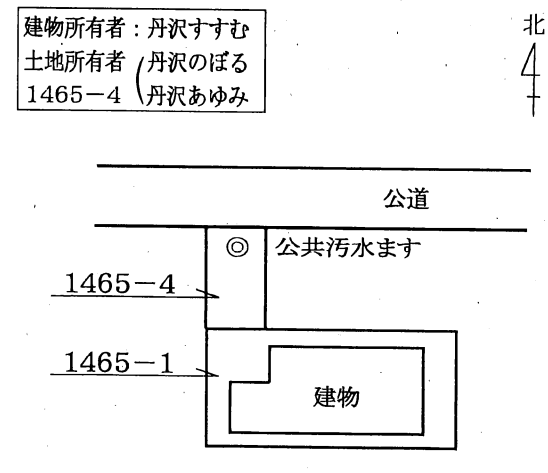 建物所有者：丹沢すすむ
土地所有者（丹沢のぼる
1465−4（丹沢あゆみ
北
公道
◎ 公共汚水ます
1465−4
1465−1
建物